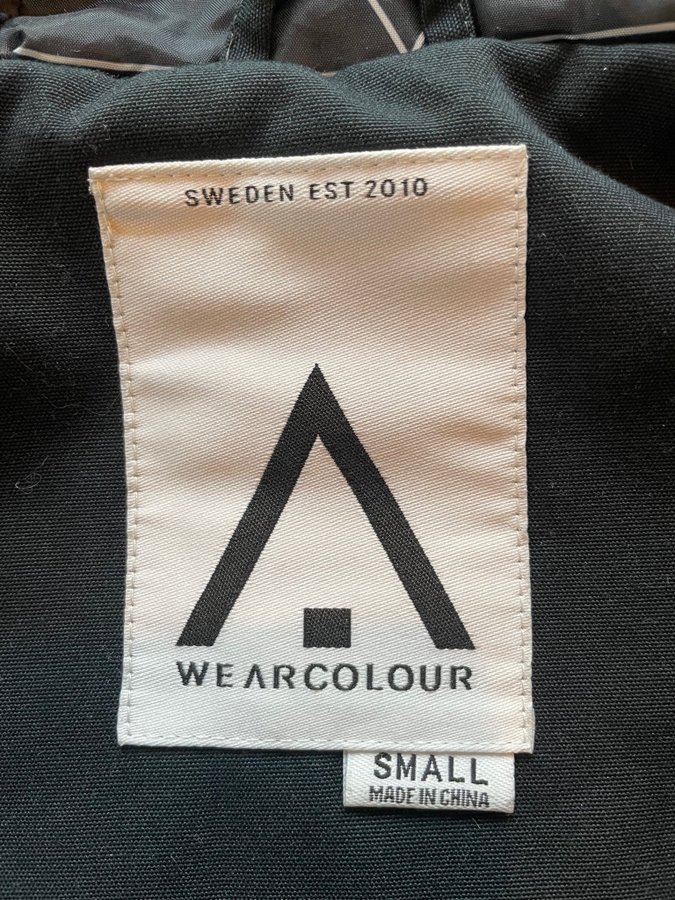 SWEDEN EST 2010
WEARCOLOUR
SMALL
MADE IN CHINA